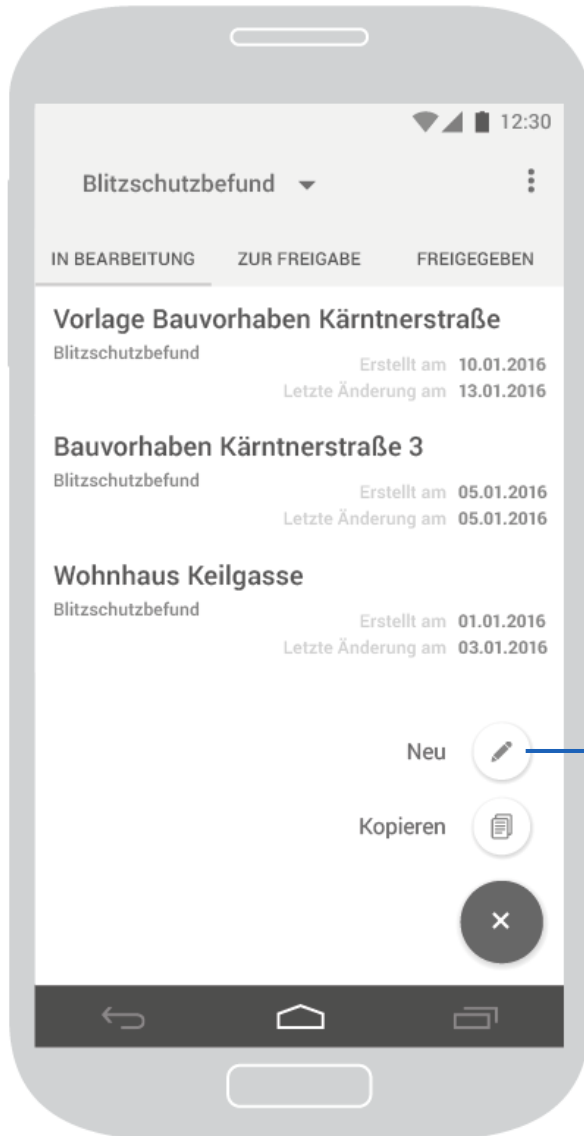 12:30
Blitzschutzbefund
IN BEARBEITUNG ZUR FREIGABE FREIGEGEBEN
Vorlage Bauvorhaben Kärntnerstraße
Blitzschutzbefund
Erstellt am 10.01.2016
Letzte Änderung am 13.01.2016
Bauvorhaben Kärntnerstraße 3
Blitzschutzbefund
Erstellt am 05.01.2016
Letzte Änderung am 05.01.2016
Wohnhaus Keilgasse
Blitzschutzbefund
Erstellt am 01.01.2016
Letzte Änderung am 03.01.2016
Neu
Kopieren